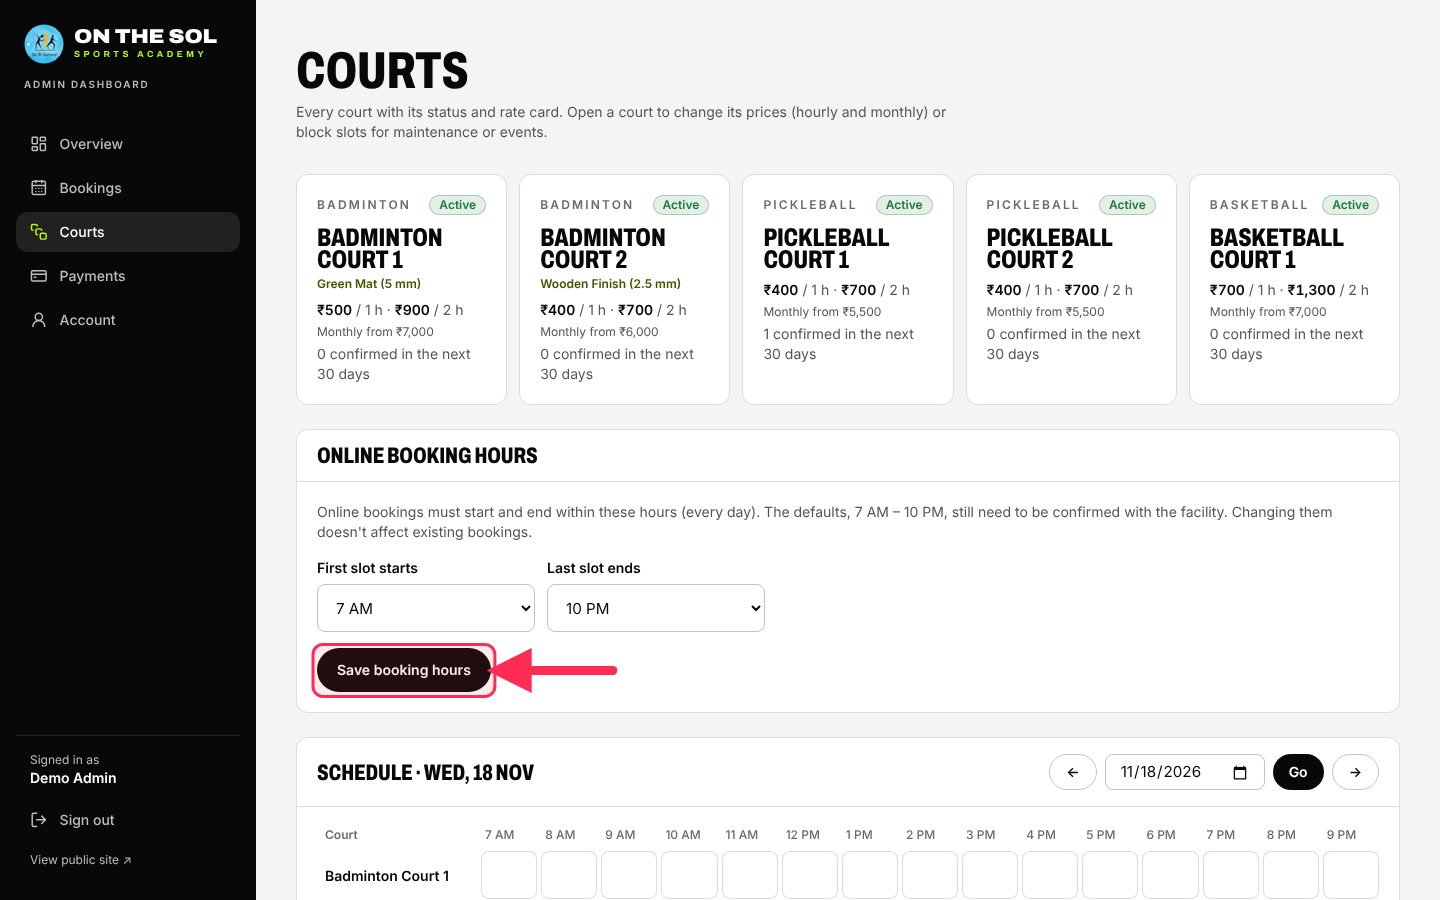 ON THE SOL
SPORTS ACADEMY
ADMIN DASHBOARD
Overview
Bookings
Courts
Payments
Account
Signed in as
Demo Admin
Sign out
View public site ↗
COURTS
Every court with its status and rate card. Open a court to change its prices (hourly and monthly) or
block slots for maintenance or events.
BADMINTON Active
BADMINTON
COURT 1
Green Mat (5 mm)
₹500 / 1 h · ₹900 / 2 h
Monthly from ₹7,000
0 confirmed in the next
30 days
BADMINTON Active
BADMINTON
COURT 2
Wooden Finish (2.5 mm)
₹400 / 1 h · ₹700 / 2 h
Monthly from ₹6,000
0 confirmed in the next
30 days
PICKLEBALL Active
PICKLEBALL
COURT 1
₹400 / 1 h · ₹700 / 2 h
Monthly from ₹5,500
1 confirmed in the next
30 days
PICKLEBALL Active
PICKLEBALL
COURT 2
₹400 / 1 h · ₹700 / 2 h
Monthly from ₹5,500
0 confirmed in the next
30 days
BASKETBALL Active
BASKETBALL
COURT 1
₹700 / 1 h · ₹1,300 / 2 h
Monthly from ₹7,000
0 confirmed in the next
30 days
ONLINE BOOKING HOURS
Online bookings must start and end within these hours (every day). The defaults, 7 AM – 10 PM, still need to be confirmed with the facility. Changing them
doesn't affect existing bookings.
First slot starts Last slot ends
7 AM 10 PM
Save booking hours
SCHEDULE · WED, 18 NOV ← 11/18/2026 Go →
Court 7 AM 8 AM 9 AM 10 AM 11 AM 12 PM 1 PM 2 PM 3 PM 4 PM 5 PM 6 PM 7 PM 8 PM 9 PM
Badminton Court 1